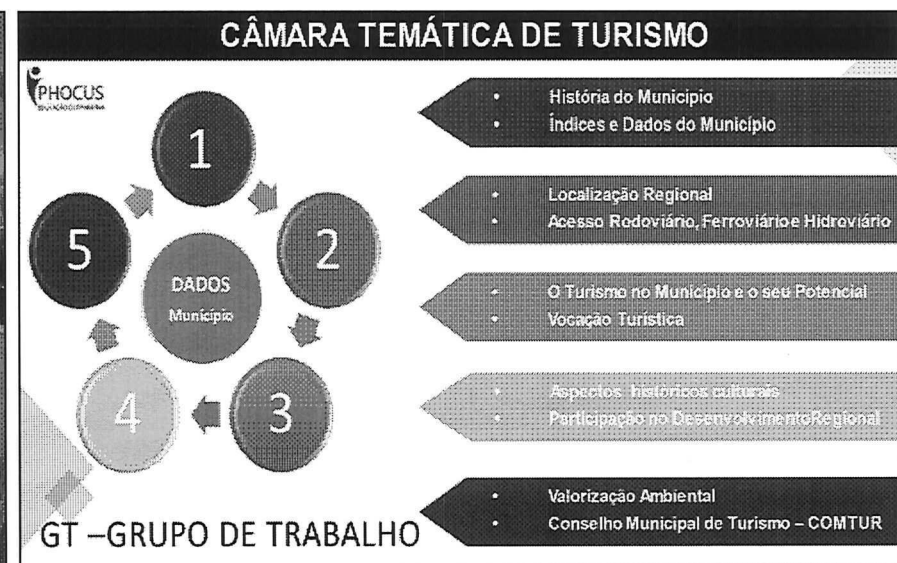 CÂMARA TEMÁTICA DE TURISMO
PHOCUS
1
2
3
4
5
DADOS
Município
• História do Município
• Índices e Dados do Município
• Localização Regional
• Acesso Rodoviário, Ferroviário e Hidroviário
• O Turismo no Município e o seu Potencial
• Vocação Turística
• Aspectos históricos culturais
• Participação no DesenvolvimentoRegional
• Valorização Ambiental
• Conselho Municipal de Turismo – COMTUR
GT –GRUPO DE TRABALHO